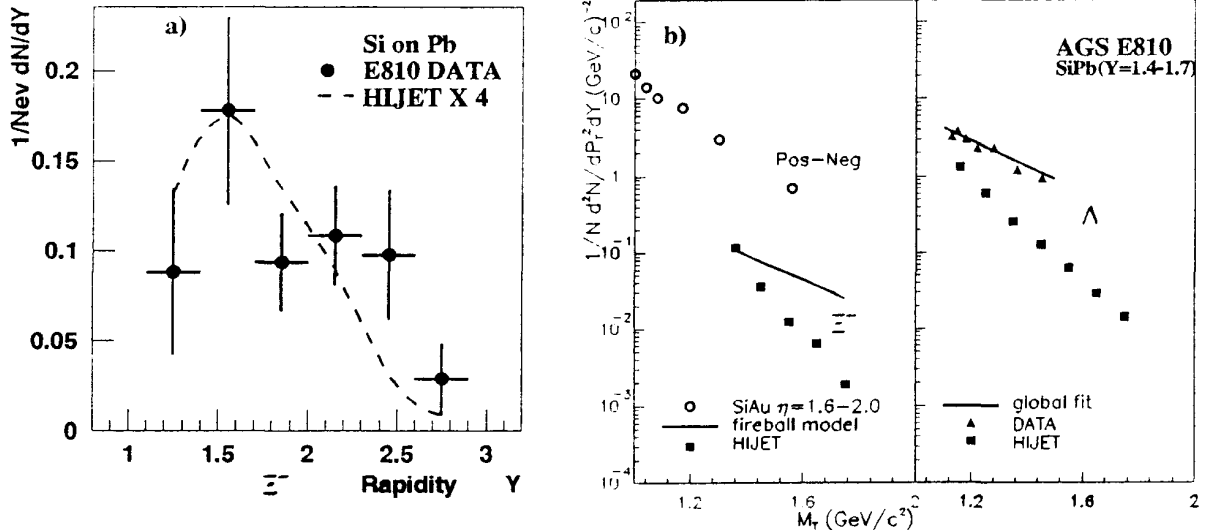 a)
Si on Pb
● E810 DATA
– – HIJET X 4
1/Nev dN/dY
0.2
0.15
0.1
0.05
0
1 1.5 2 2.5 3
Ξ⁻ Rapidity Y
b)
1/N d²N/dP_T²dY (GeV/c)⁻²
10²
10
1
10⁻¹
10⁻²
10⁻³
10⁻⁴
Pos-Neg
Ξ⁻
○ SiAu η=1.6–2.0
fireball model
■ HIJET
AGS E810
SiPb(Y=1.4-1.7)
Λ
global fit
▲ DATA
■ HIJET
1.2 1.6 2 1.2 1.6 2
M_T (GeV/c²)